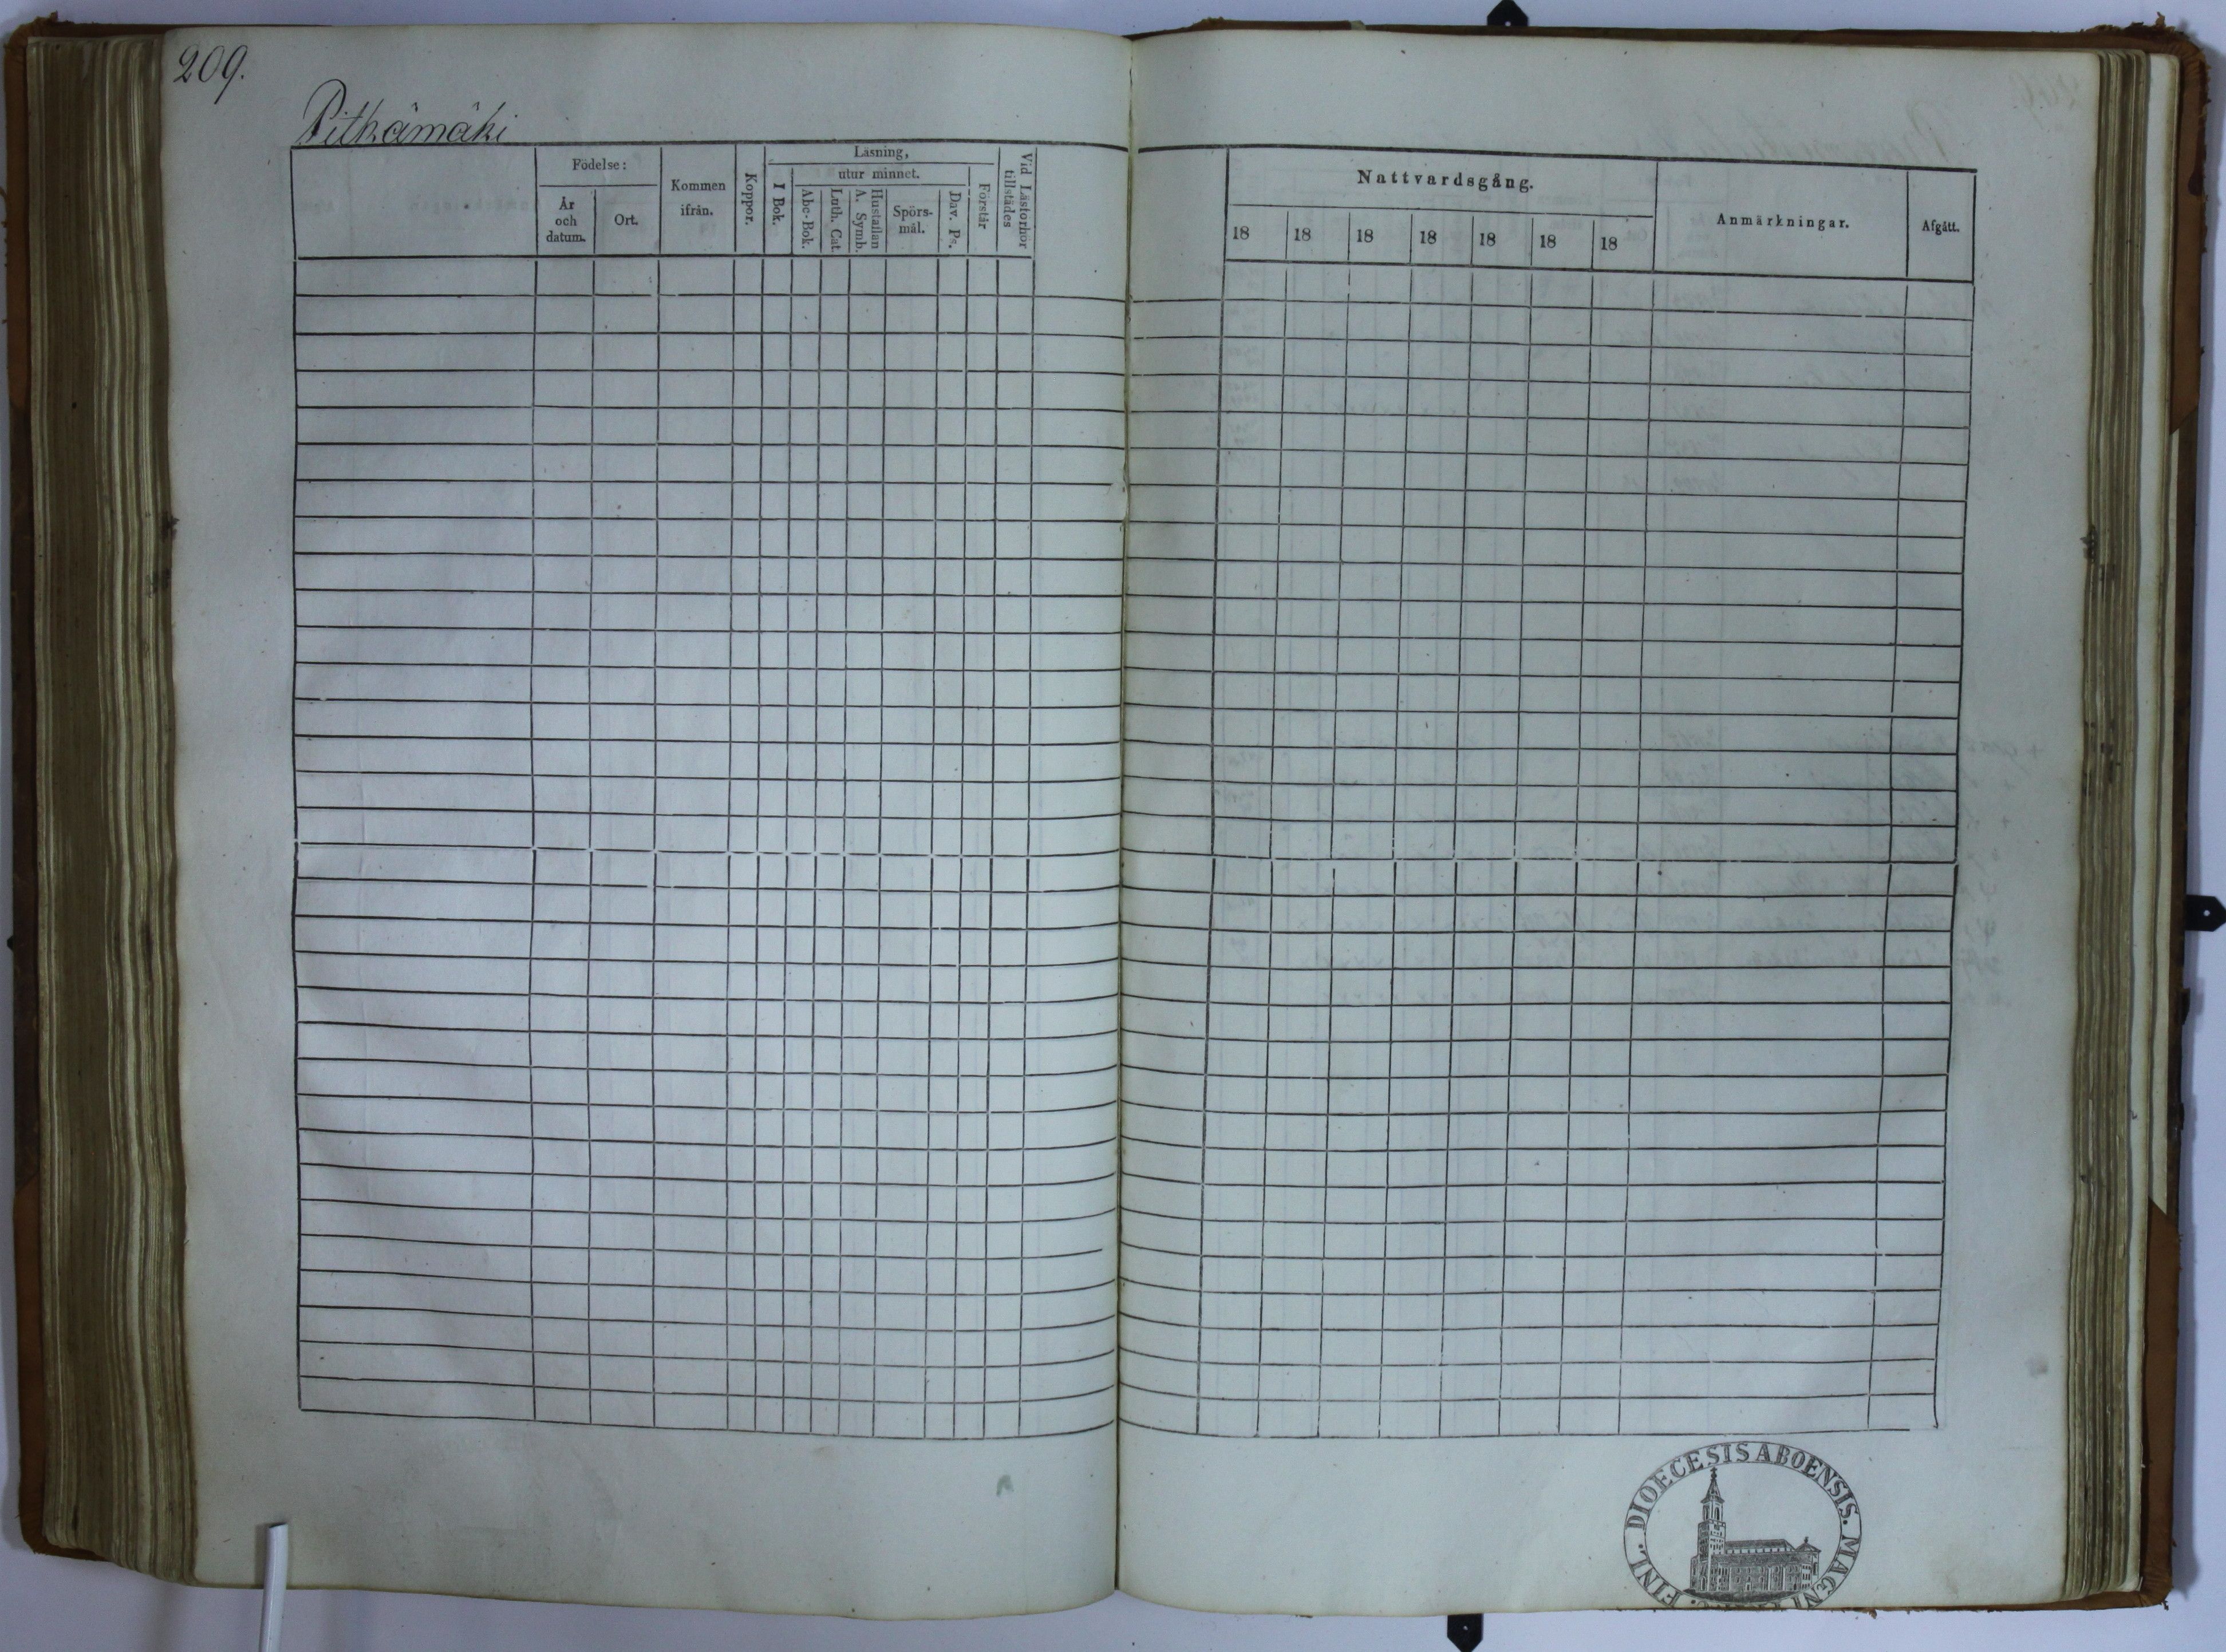 209.
Pitkämäki
Födelse:
År och datum.
Ort.
Kommen ifrån.
Koppor.
Läsning,
I Bok.
utur minnet.
Abc-Bok.
Luth. Cat.
Hustaflan A. Symb.
Spörs-mål.
Dav. Ps.
Förstår
Vid Läsförhör tillstädes
Nattvardsgång.
18 18 18 18 18 18 18
Anmärkningar.
Afgått.
DIOECESIS ABOENSIS. MAGNI FINL.